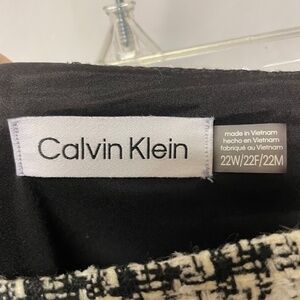 Calvin Klein
made in Vietnam
hecho en Vietnam
fabriqué au Vietnam
22W/22F/22M